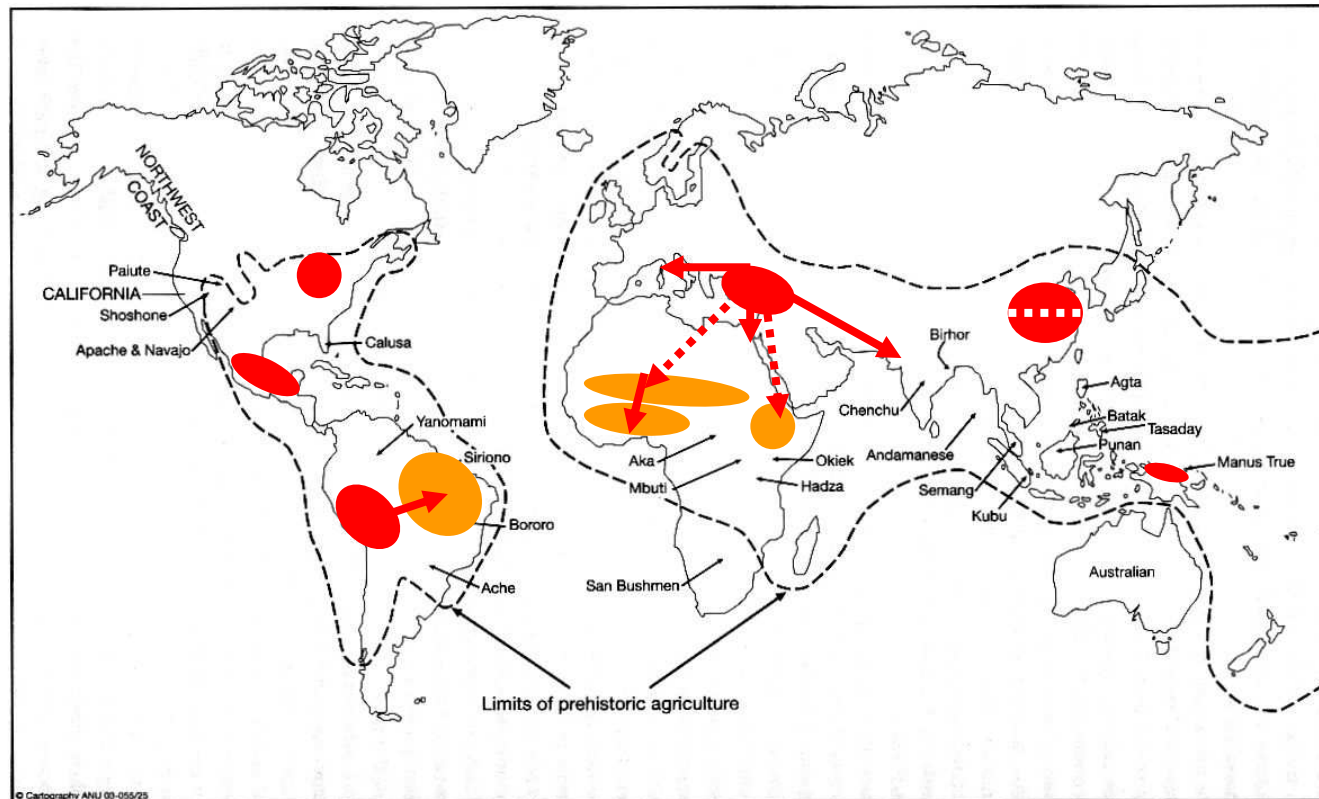 NORTHWEST
COAST
Paiute
CALIFORNIA
Shoshone
Apache & Navajo
Calusa
Yanomami
Siriono
Bororo
Ache
Aka
Mbuti
Okiek
Hadza
San Bushmen
Birhor
Chenchu
Andamanese
Semang
Kubu
Agta
Batak
Tasaday
Punan
Manus True
Australian
Limits of prehistoric agriculture
© Cartography ANU 03-055/25